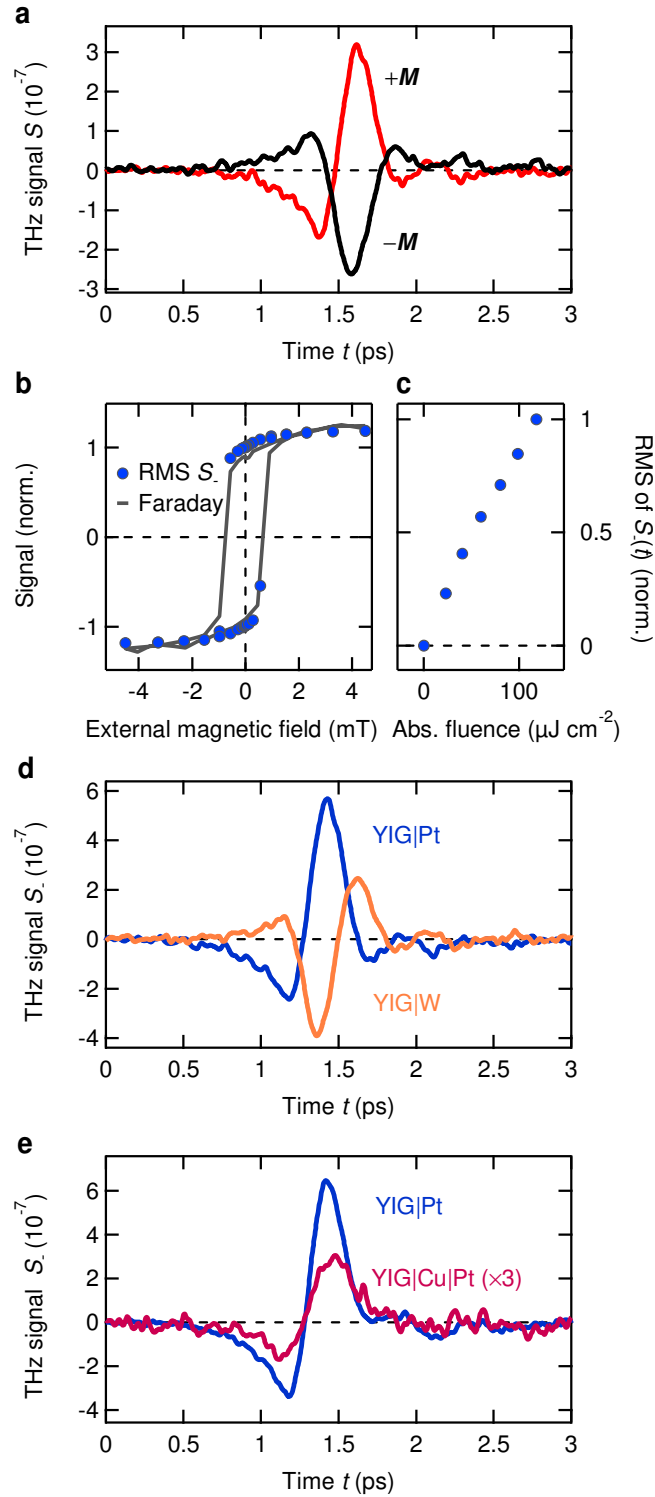 a
THz signal S (10⁻⁷)
3
2
1
0
-1
-2
-3
+M
−M
0
0.5
1
1.5
2
2.5
3
Time t (ps)
b
Signal (norm.)
1
0
-1
RMS S₋
Faraday
-4
-2
0
2
4
External magnetic field (mT)
c
1
0.5
0
RMS of S₋(t) (norm.)
0
100
Abs. fluence (μJ cm⁻²)
d
THz signal S₋ (10⁻⁷)
6
4
2
0
-2
-4
YIG|Pt
YIG|W
0
0.5
1
1.5
2
2.5
3
Time t (ps)
e
THz signal S₋ (10⁻⁷)
6
4
2
0
-2
-4
YIG|Pt
YIG|Cu|Pt (×3)
0
0.5
1
1.5
2
2.5
3
Time t (ps)